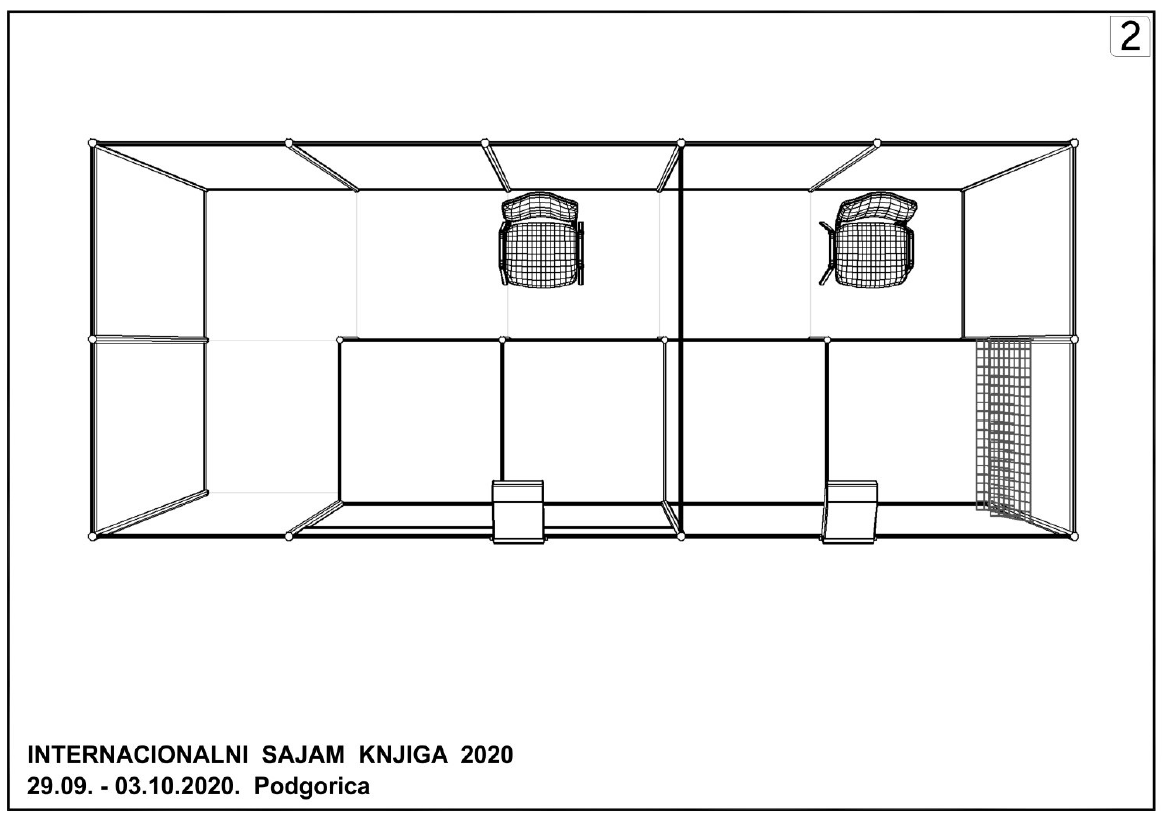 2
INTERNACIONALNI SAJAM KNJIGA 2020
29.09. - 03.10.2020. Podgorica